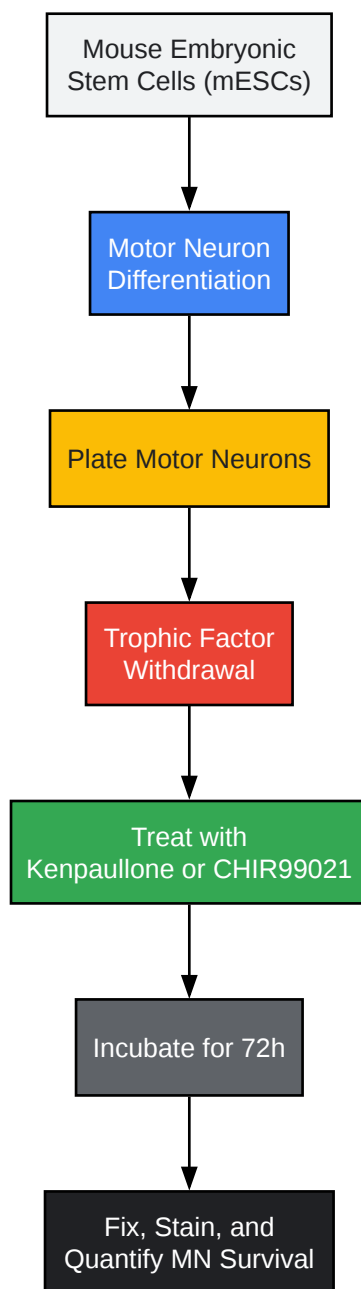 Mouse Embryonic
Stem Cells (mESCs)
Motor Neuron
Differentiation
Plate Motor Neurons
Trophic Factor
Withdrawal
Treat with
Kenpaullone or CHIR99021
Incubate for 72h
Fix, Stain, and
Quantify MN Survival